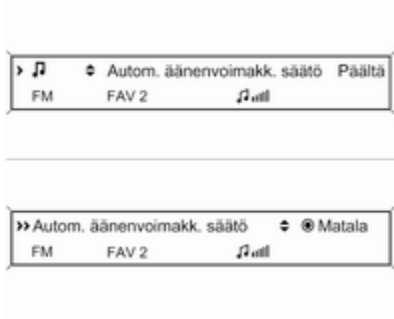 Autom. äänenvoimakk. säätö Päältä
FM FAV 2
Autom. äänenvoimakk. säätö Matala
FM FAV 2